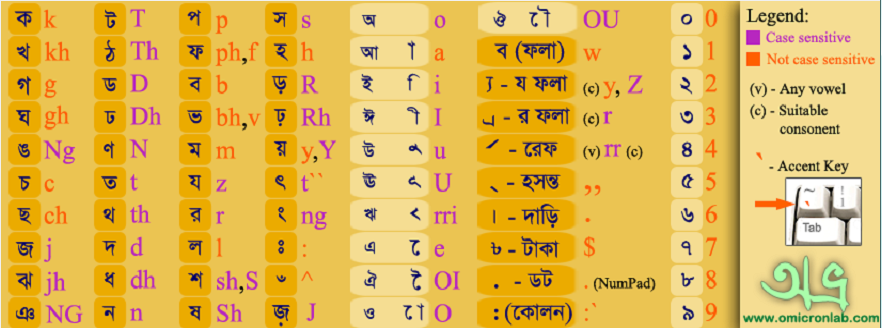 ক k ট T প p স s অ o ঔ ৌ OU ০ 0
খ kh ঠ Th ফ ph,f হ h আ া a ব (ফলা) w ১ 1
গ g ড D ব b ড় R ই ি i ্য - য ফলা (c) y, Z ২ 2
ঘ gh ঢ Dh ভ bh,v ঢ় Rh ঈ ী I ্র - র ফলা (c) r ৩ 3
ঙ Ng ণ N ম m য় y,Y উ ু u র্ - রেফ (v) rr (c) ৪ 4
চ c ত t য z ৎ t`` ঊ ূ U ্ - হসন্ত ,, ৫ 5
ছ ch থ th র r ং ng ঋ ৃ rri । - দাড়ি . ৬ 6
জ j দ d ল l ঃ : এ ে e ৳ - টাকা $ ৭ 7
ঝ jh ধ dh শ sh,S ঁ ^ ঐ ৈ OI . - ডট . (NumPad) ৮ 8
ঞ NG ন n ষ Sh জ় J ও ো O : (কোলন) :` ৯ 9
Legend:
Case sensitive
Not case sensitive
(v) - Any vowel
(c) - Suitable
consonent
` - Accent Key
~ !
` 1
Tab
অভ্র
www.omicronlab.com